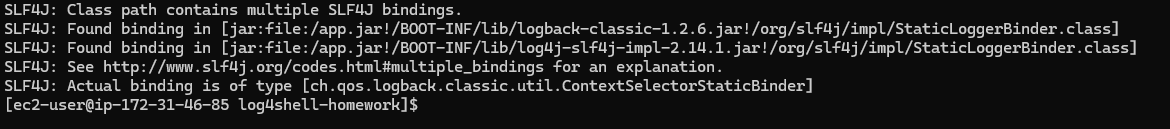 SLF4J: Class path contains multiple SLF4J bindings.
SLF4J: Found binding in [jar:file:/app.jar!/BOOT-INF/lib/logback-classic-1.2.6.jar!/org/slf4j/impl/StaticLoggerBinder.class]
SLF4J: Found binding in [jar:file:/app.jar!/BOOT-INF/lib/log4j-slf4j-impl-2.14.1.jar!/org/slf4j/impl/StaticLoggerBinder.class]
SLF4J: See http://www.slf4j.org/codes.html#multiple_bindings for an explanation.
SLF4J: Actual binding is of type [ch.qos.logback.classic.util.ContextSelectorStaticBinder]
[ec2-user@ip-172-31-46-85 log4shell-homework]$